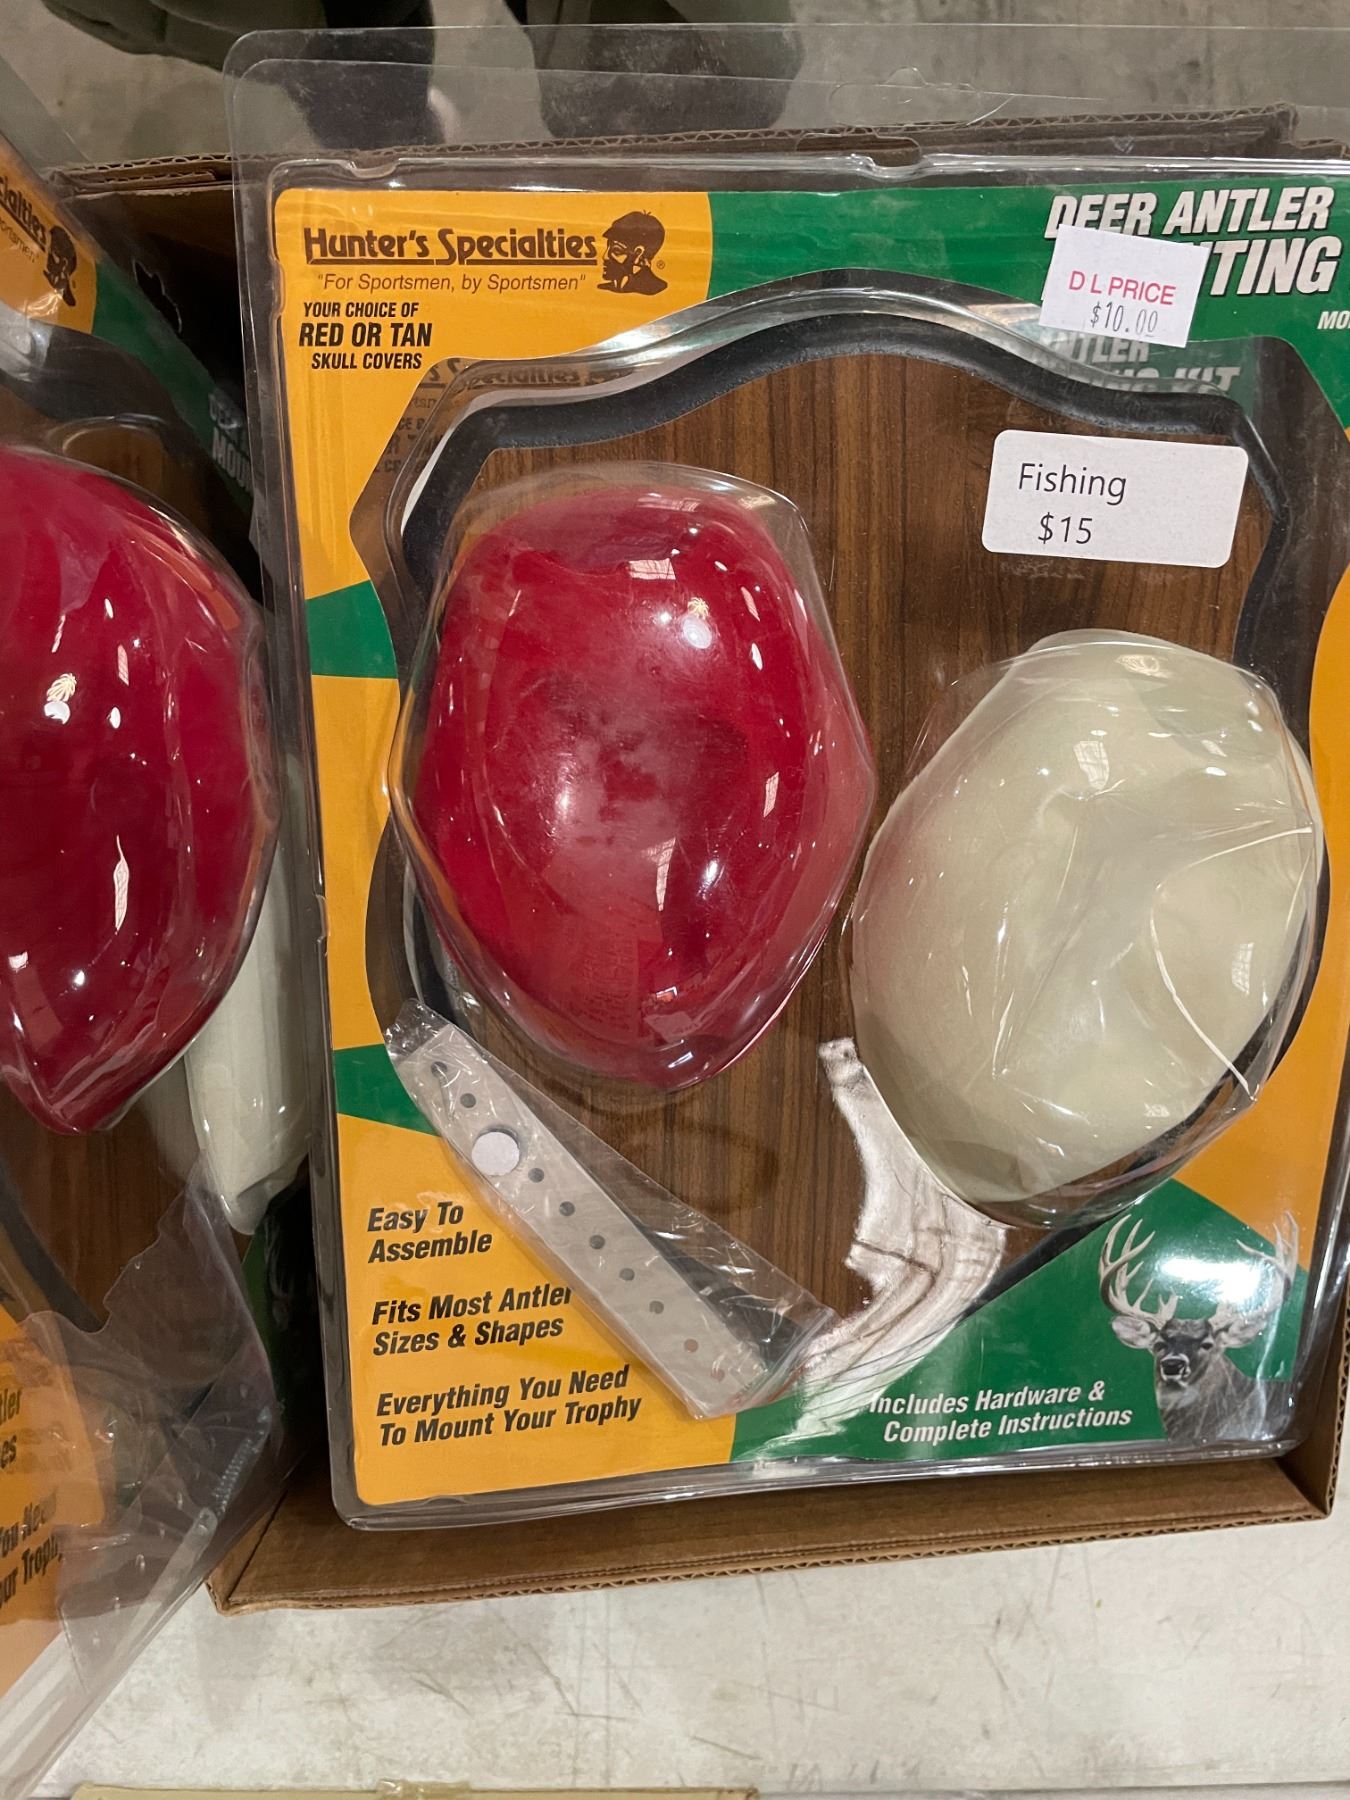 Hunter's Specialties
"For Sportsmen, by Sportsmen"
YOUR CHOICE OF
RED OR TAN
SKULL COVERS
DEER ANTLER
TING
D L PRICE
$10.00
ANTLER
KIT
Fishing
$15
Easy To
Assemble
Fits Most Antler
Sizes & Shapes
Everything You Need
To Mount Your Trophy
Includes Hardware &
Complete Instructions